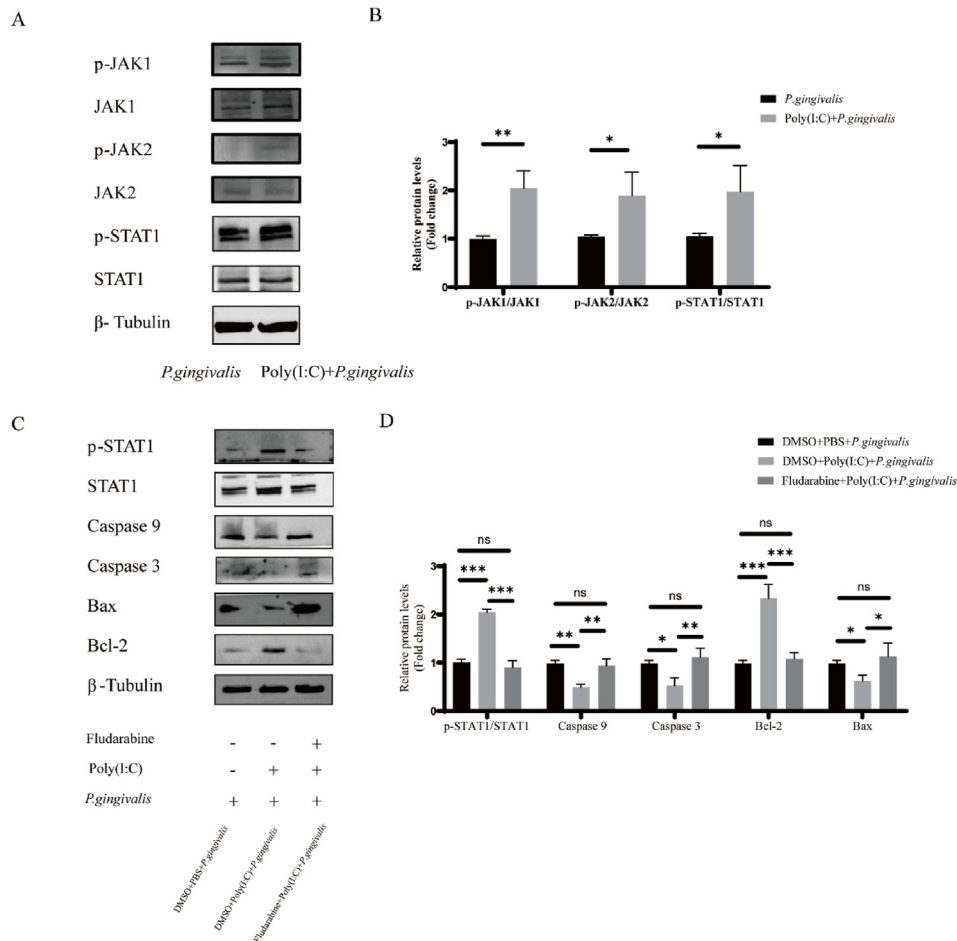 A
p-JAK1
JAK1
p-JAK2
JAK2
p-STAT1
STAT1
β- Tubulin
P.gingivalis Poly(I:C)+P.gingivalis
B
P.gingivalis
Poly(I:C)+P.gingivalis
Relative protein levels
(Fold change)
3
2
1
0
**
*
*
p-JAK1/JAK1 p-JAK2/JAK2 p-STAT1/STAT1
C
p-STAT1
STAT1
Caspase 9
Caspase 3
Bax
Bcl-2
β-Tubulin
Fludarabine - - +
Poly(I:C) - + +
P.gingivalis + + +
DMSO+PBS+P.gingivalis
DMSO+Poly(I:C)+P.gingivalis
Fludarabine+Poly(I:C)+P.gingivalis
D
DMSO+PBS+P.gingivalis
DMSO+Poly(I:C)+P.gingivalis
Fludarabine+Poly(I:C)+P.gingivalis
Relative protein levels
(Fold change)
3
2
1
0
ns
*** ***
ns
** **
ns
* **
ns
*** ***
ns
* *
p-STAT1/STAT1 Caspase 9 Caspase 3 Bcl-2 Bax